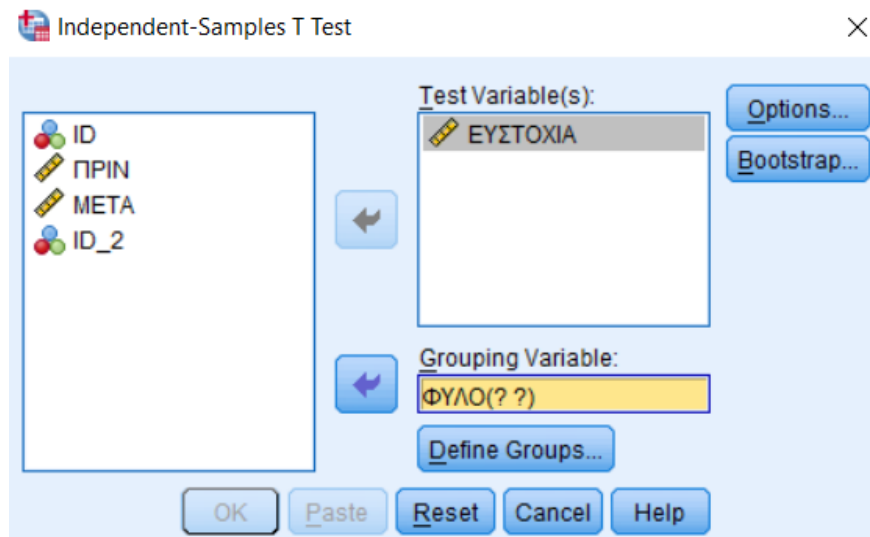 Independent-Samples T Test
Test Variable(s):
ID
ΠΡΙΝ
ΜΕΤΑ
ID_2
ΕΥΣΤΟΧΙΑ
Options...
Bootstrap...
Grouping Variable:
ΦΥΛΟ(? ?)
Define Groups...
OK Paste Reset Cancel Help